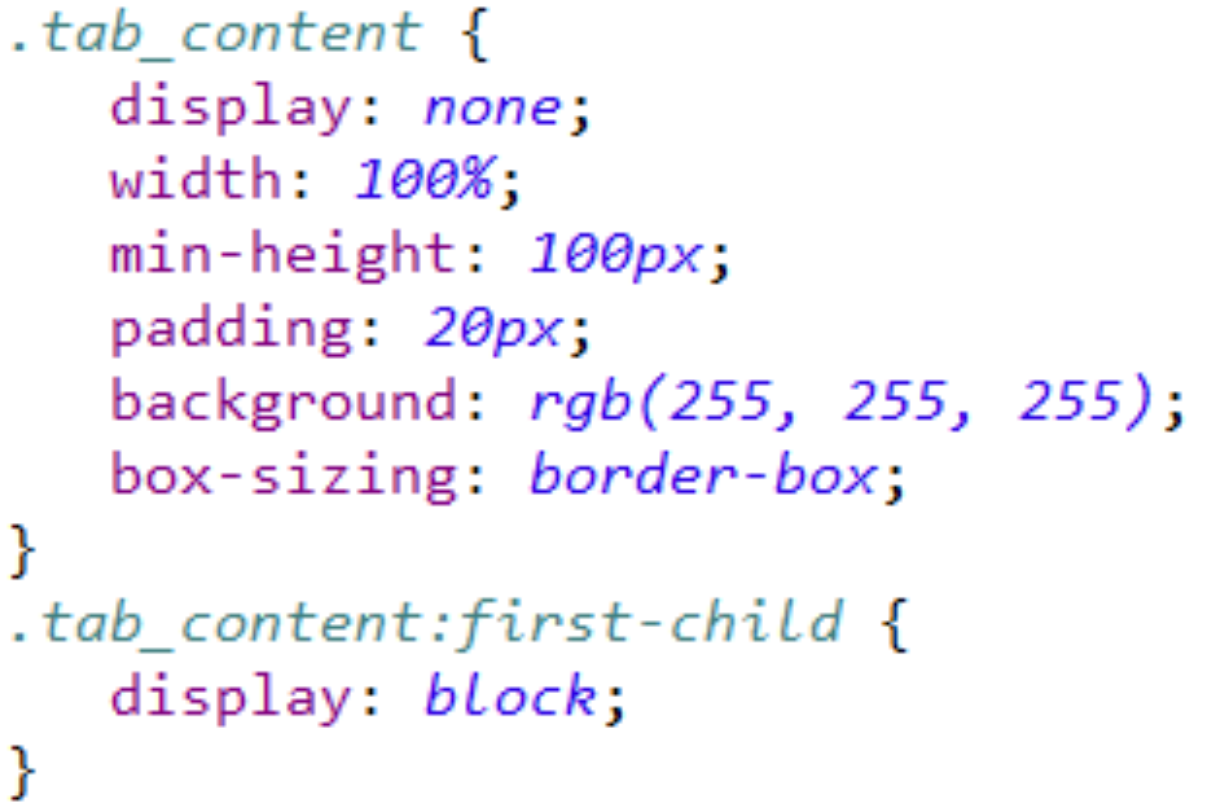 .tab_content {
   display: none;
   width: 100%;
   min-height: 100px;
   padding: 20px;
   background: rgb(255, 255, 255);
   box-sizing: border-box;
}
.tab_content:first-child {
   display: block;
}